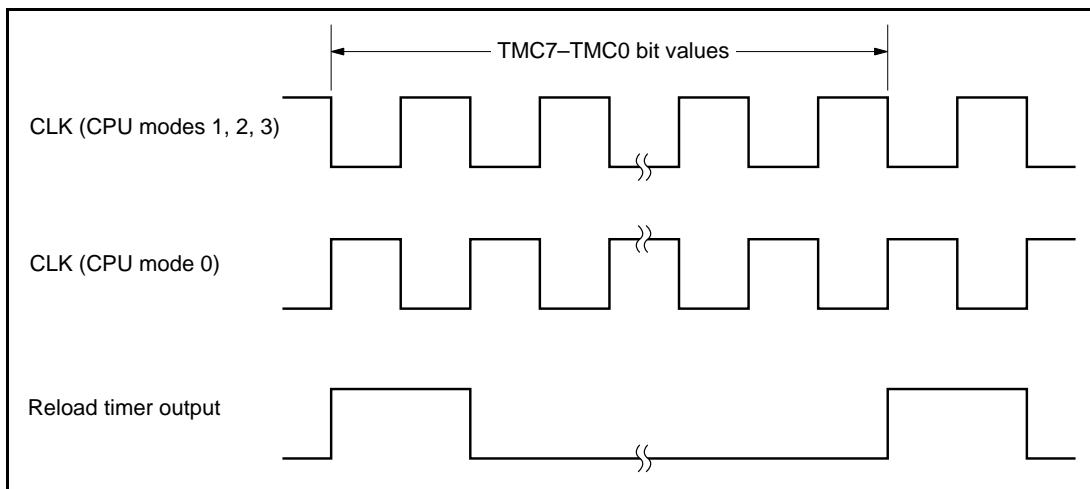 TMC7–TMC0 bit values
CLK (CPU modes 1, 2, 3)
CLK (CPU mode 0)
Reload timer output